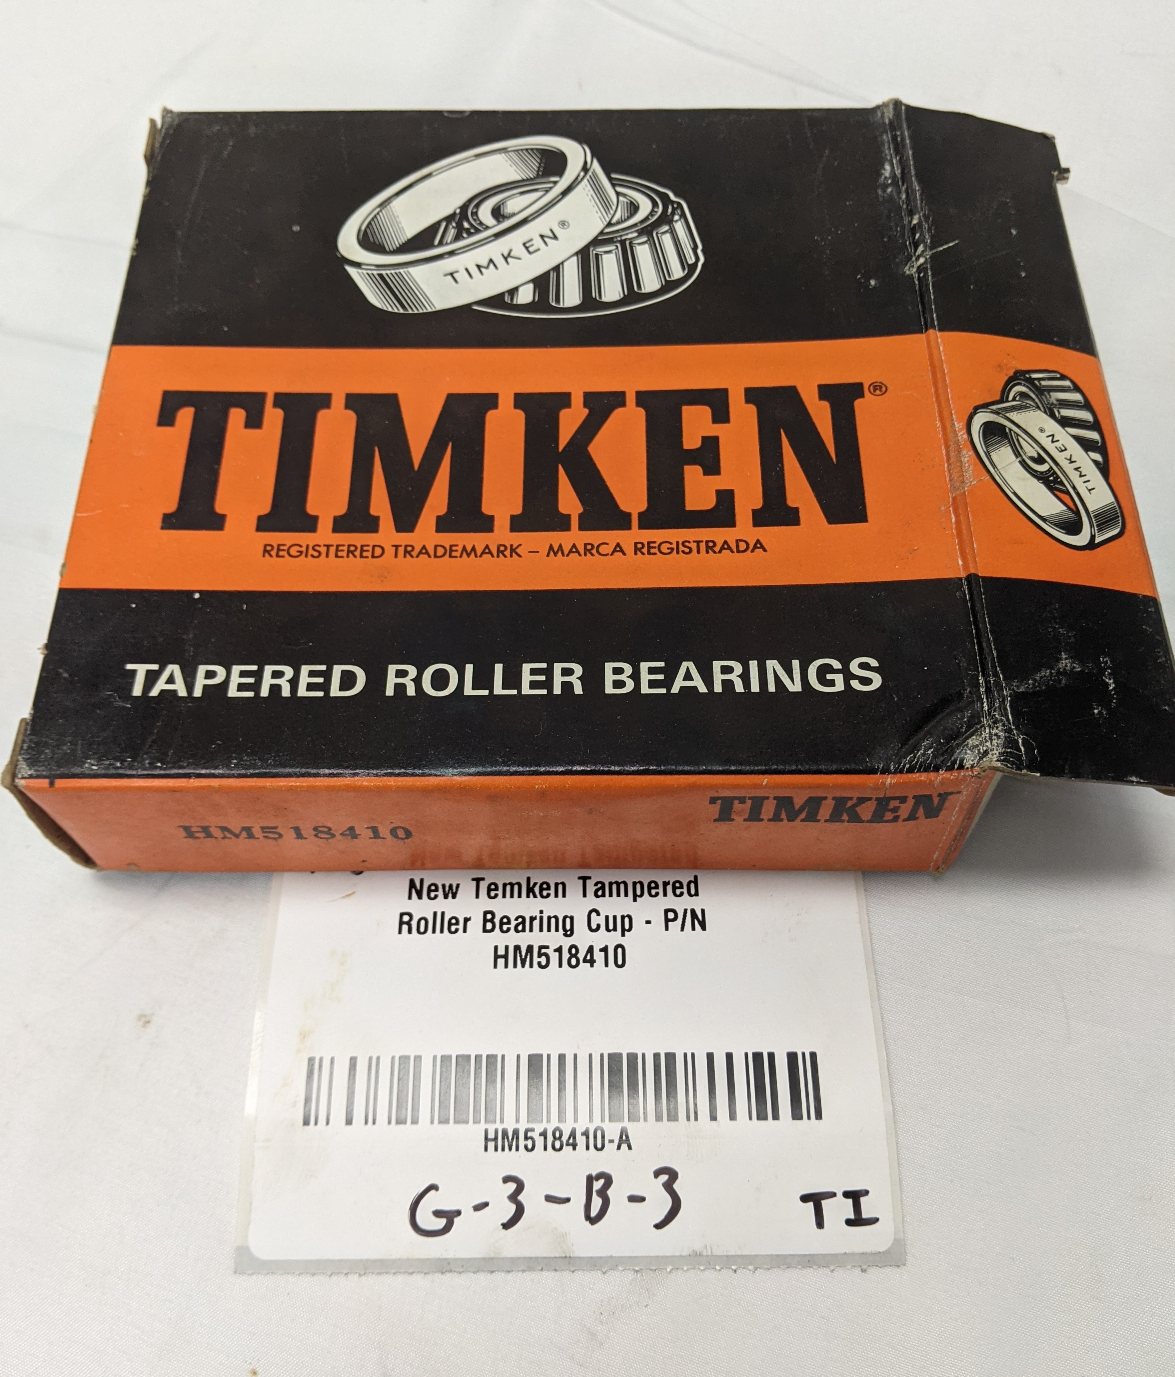 TIMKEN®
TIMKEN®
TIMKEN®
REGISTERED TRADEMARK – MARCA REGISTRADA
TAPERED ROLLER BEARINGS
HM518410
TIMKEN
New Temken Tampered
Roller Bearing Cup - P/N
HM518410
HM518410-A
G-3-B-3
TI